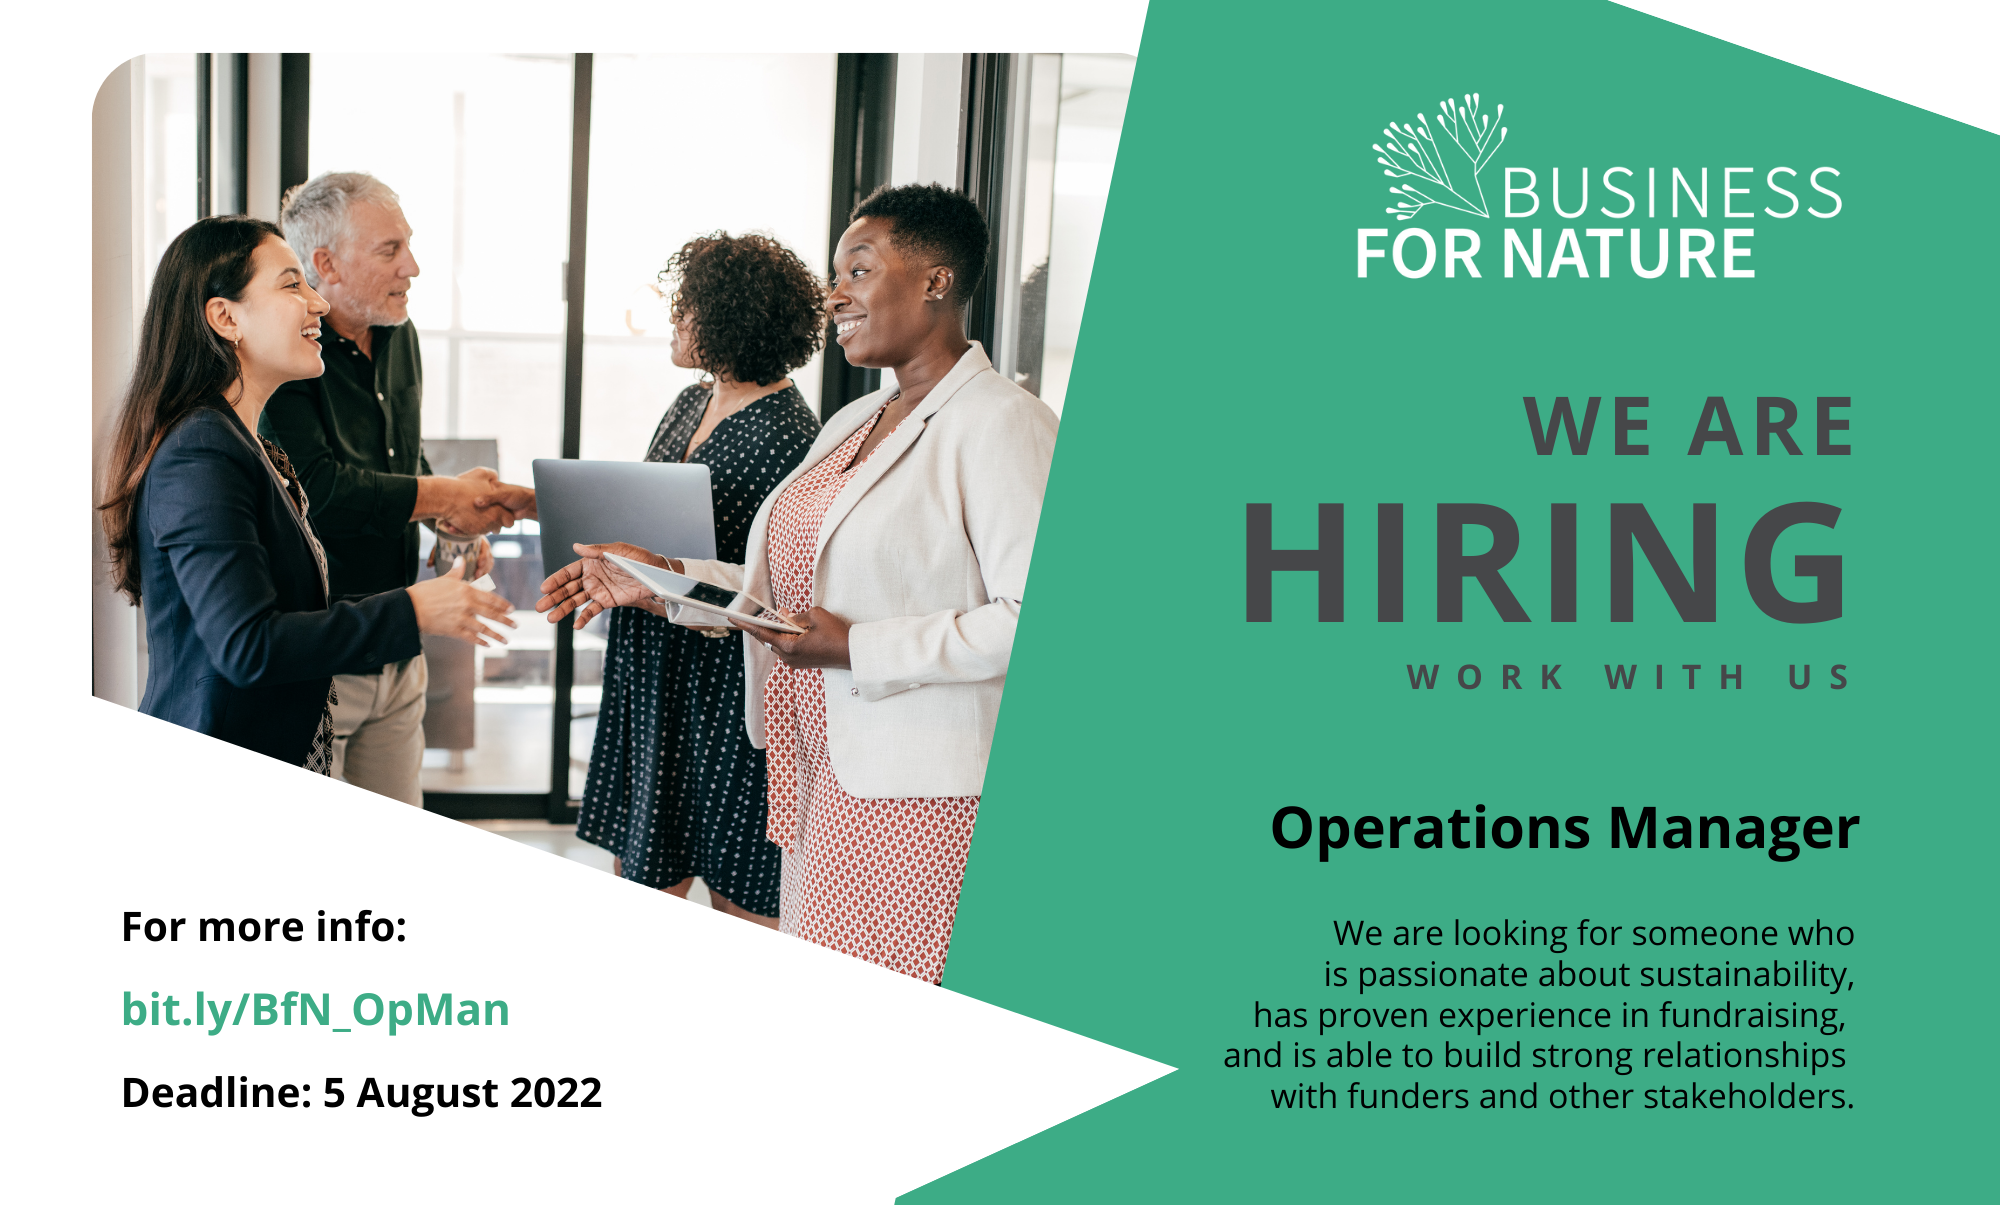 BUSINESS
FOR NATURE
WE ARE
HIRING
WORK WITH US
Operations Manager
We are looking for someone who
is passionate about sustainability,
has proven experience in fundraising,
and is able to build strong relationships
with funders and other stakeholders.
For more info:
bit.ly/BfN_OpMan
Deadline: 5 August 2022